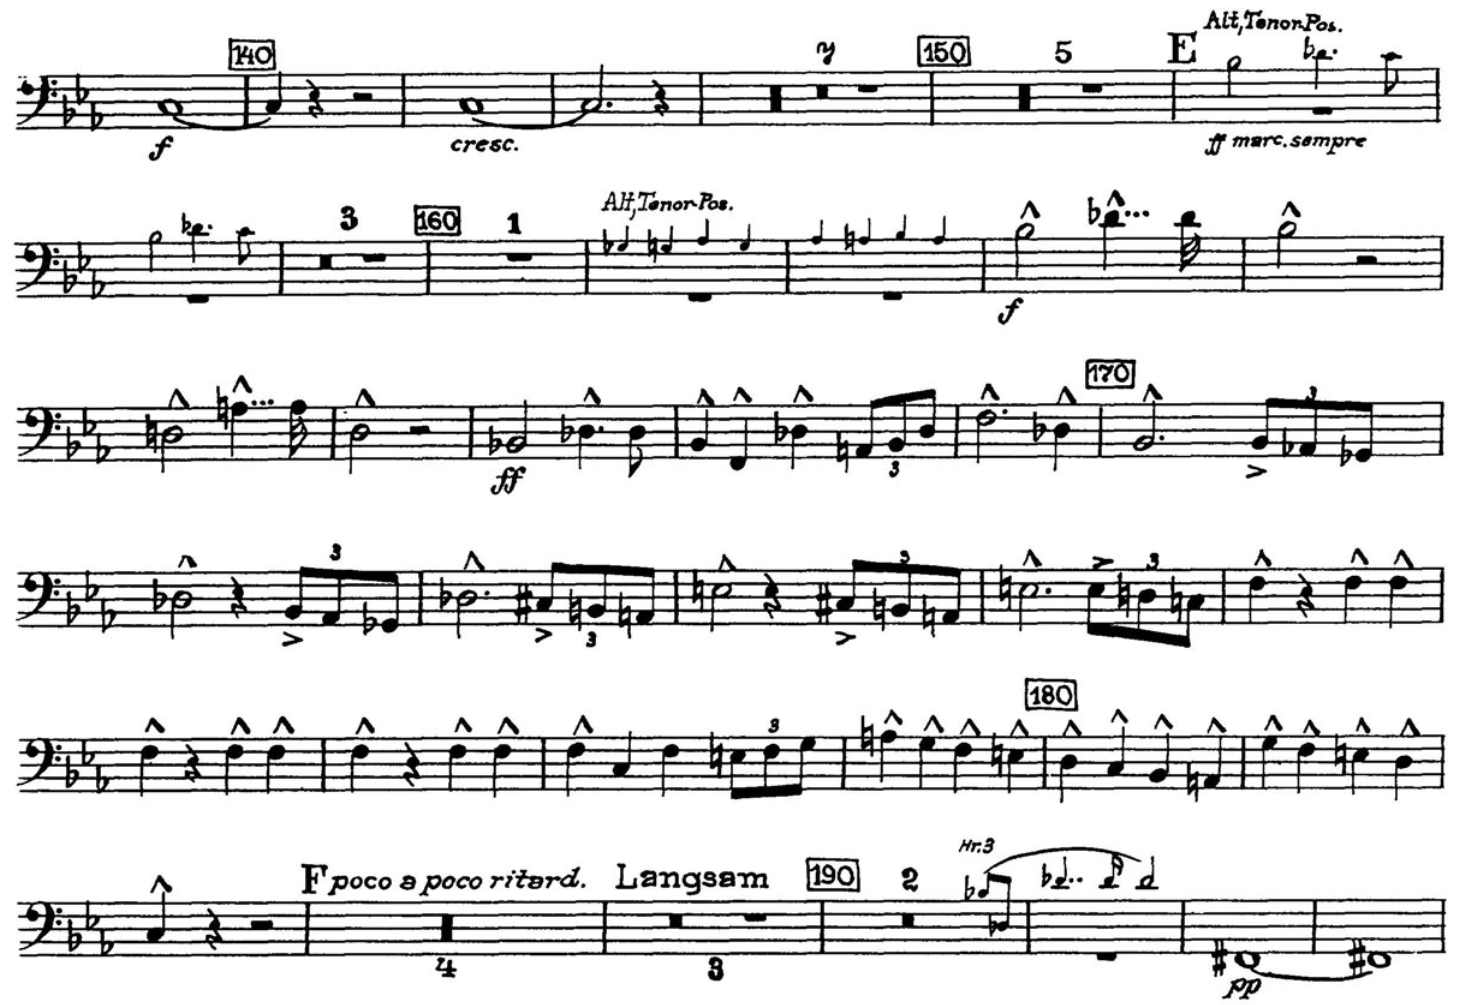 Alt,Tenor-Pos.
140 7 150 5 E
f cresc. ff marc.sempre
Alt,Tenor-Pos.
3 160 1
f
170
3
ff 3
3 3 3
3
180
3
Hr.3
F poco a poco ritard. Langsam 190 2
4 3 pp